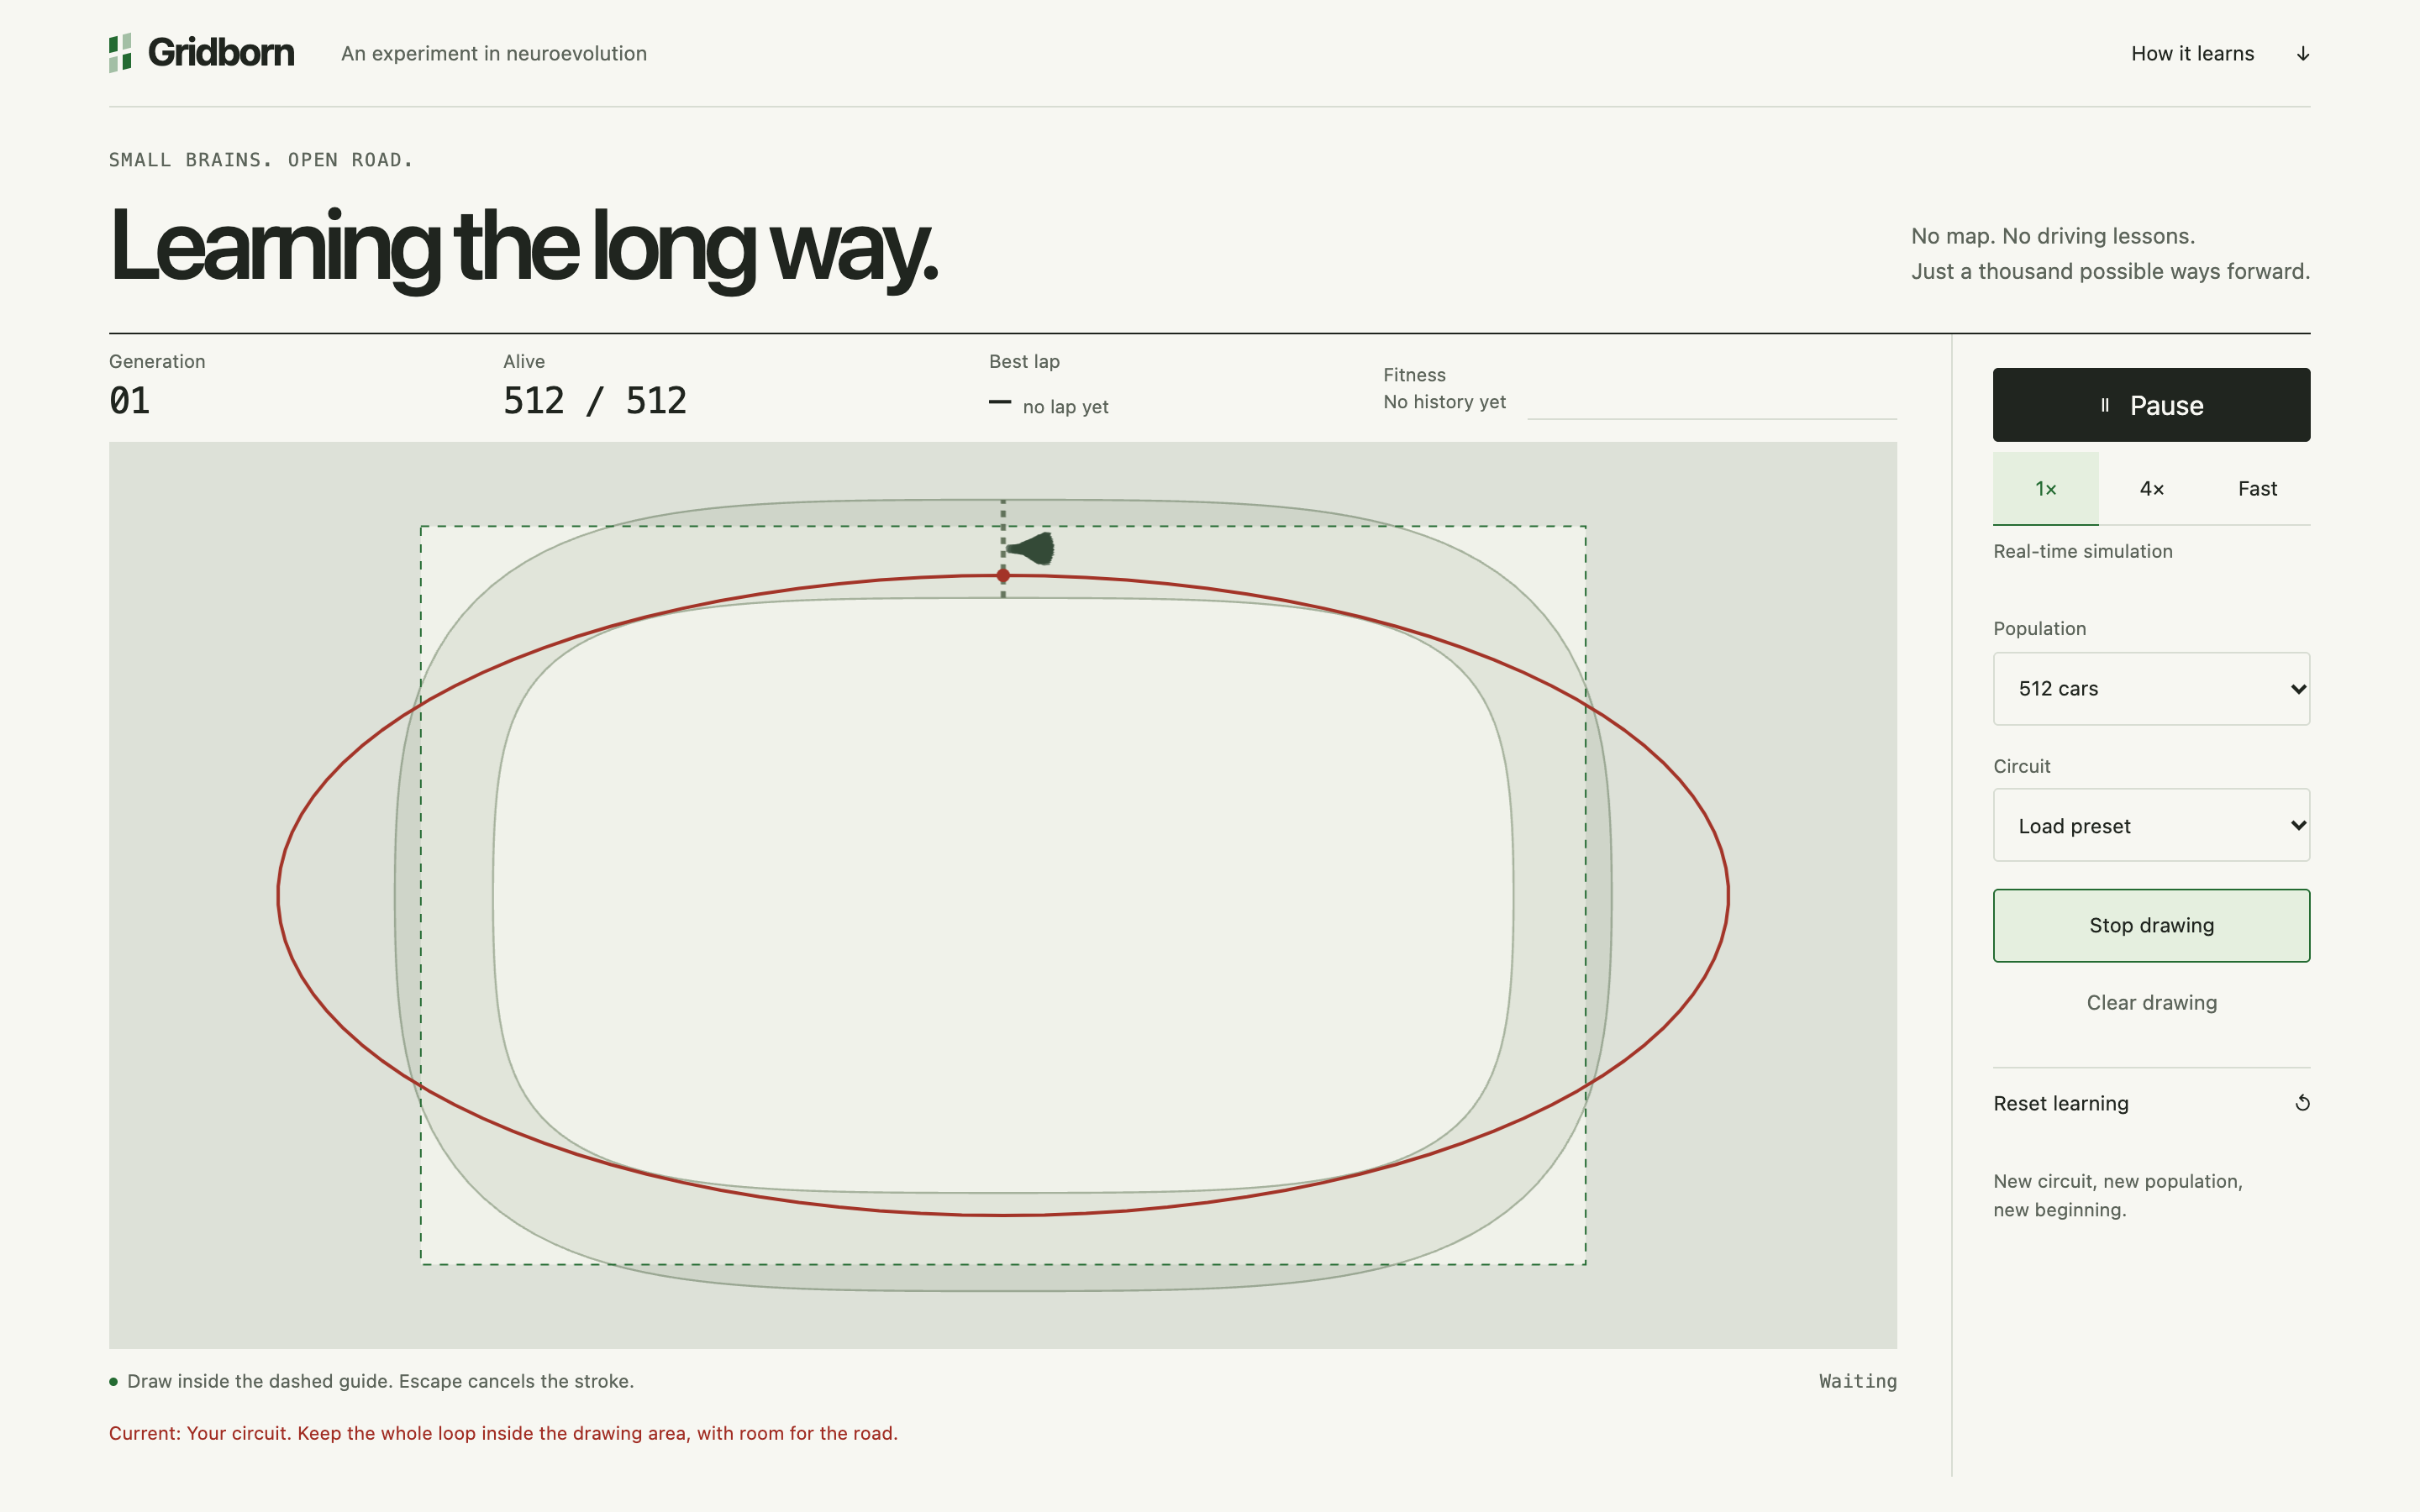 Gridborn
An experiment in neuroevolution
How it learns ↓
SMALL BRAINS. OPEN ROAD.
Learning the long way.
No map. No driving lessons.
Just a thousand possible ways forward.
Generation
01
Alive
512 / 512
Best lap
— no lap yet
Fitness
No history yet
Pause
1× 4× Fast
Real-time simulation
Population
512 cars
Circuit
Load preset
Stop drawing
Clear drawing
Reset learning
New circuit, new population,
new beginning.
Draw inside the dashed guide. Escape cancels the stroke.
Waiting
Current: Your circuit. Keep the whole loop inside the drawing area, with room for the road.